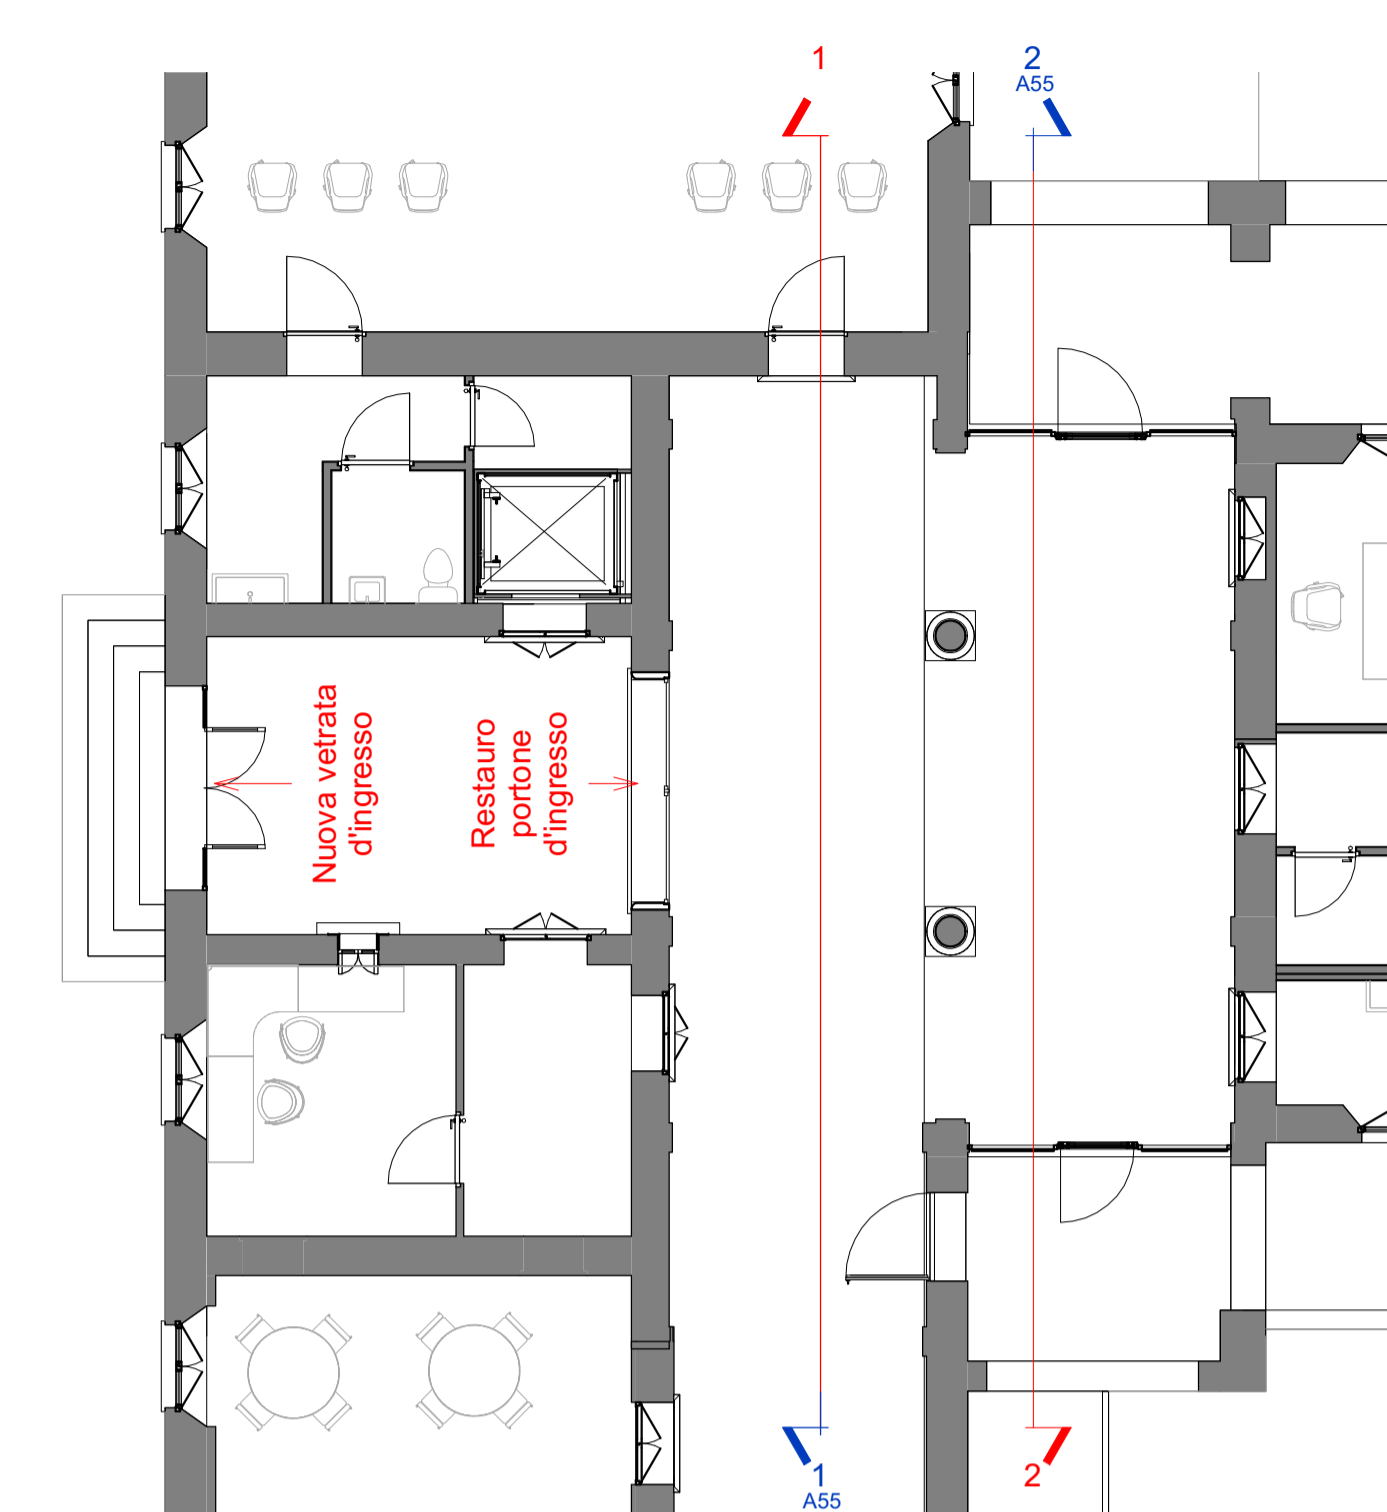 1
2
A55
Nuova vetrata
d'ingresso
Restauro
portone
d'ingresso
1
A55
2